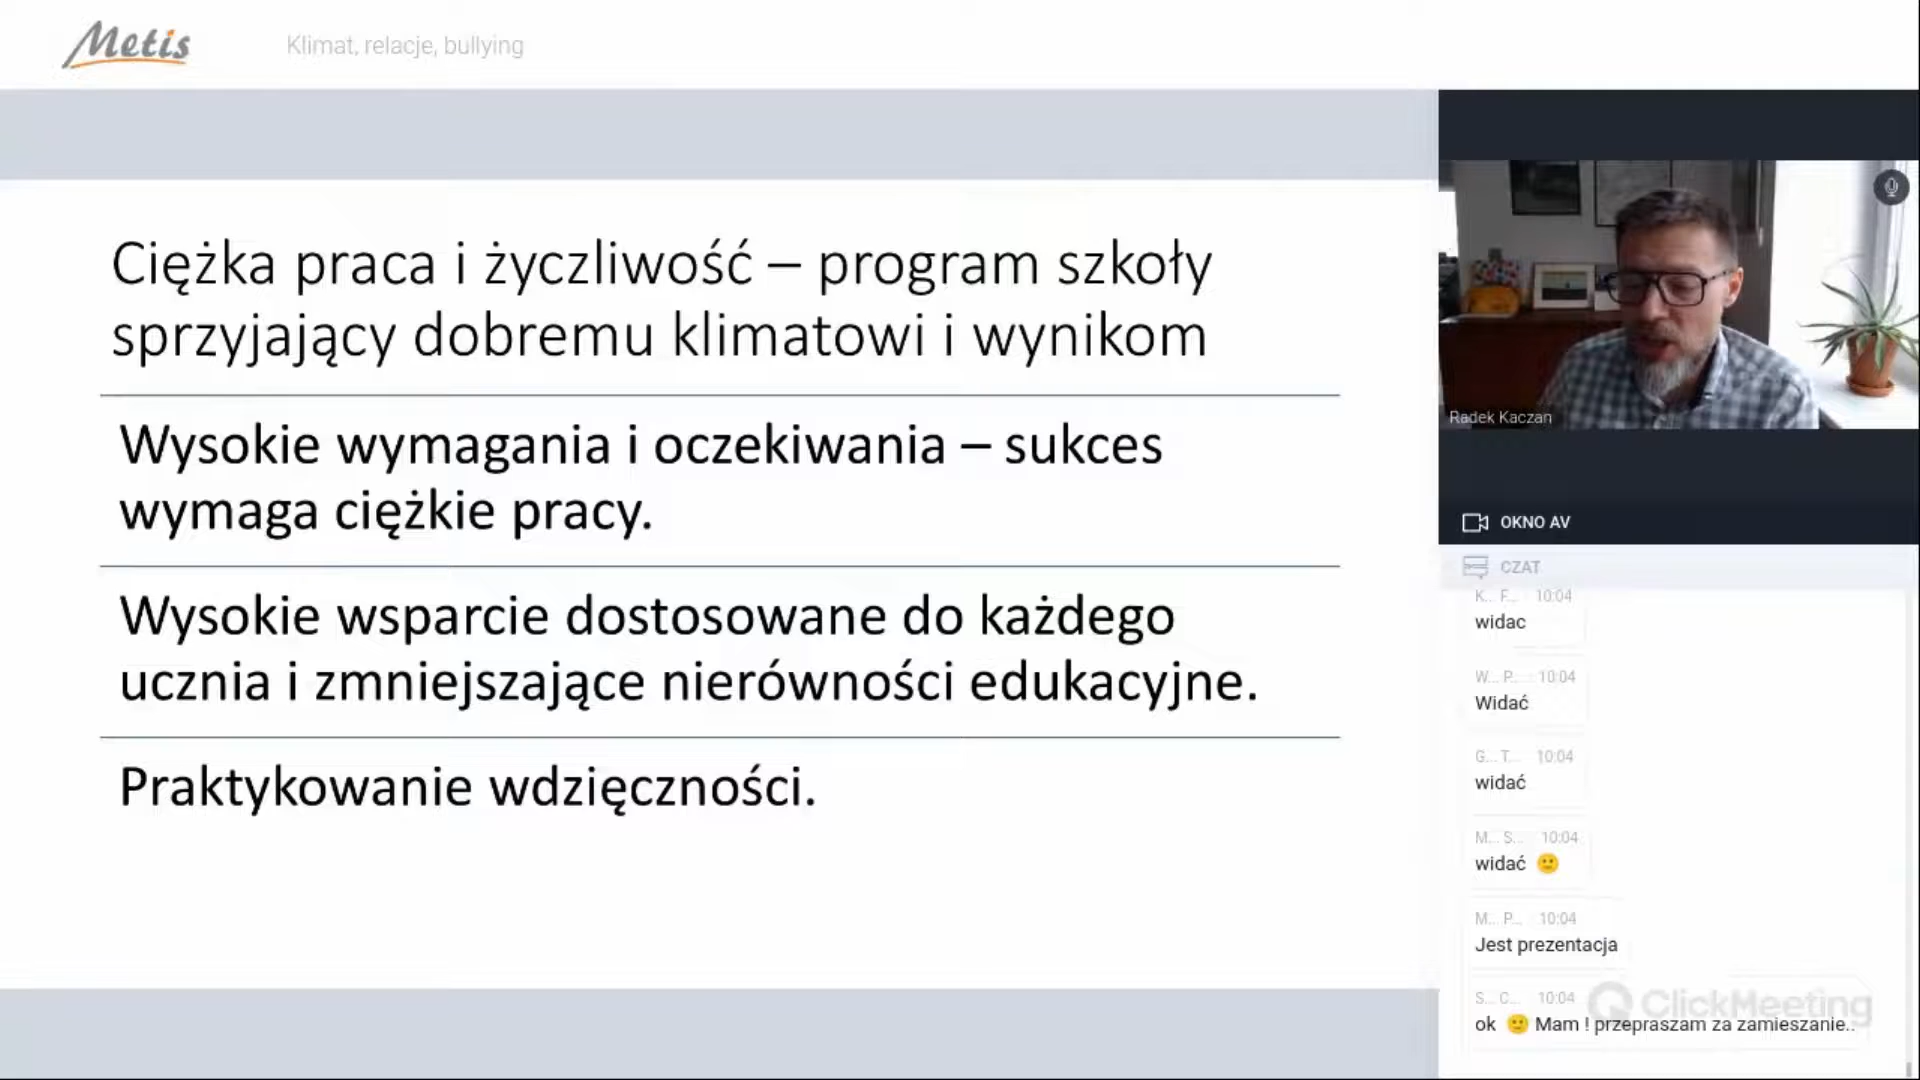 Metis
Klimat, relacje, bullying
Ciężka praca i życzliwość – program szkoły
sprzyjający dobremu klimatowi i wynikom
Wysokie wymagania i oczekiwania – sukces
wymaga ciężkie pracy.
Wysokie wsparcie dostosowane do każdego
ucznia i zmniejszające nierówności edukacyjne.
Praktykowanie wdzięczności.
Radek Kaczan
OKNO AV
CZAT
K... F... 10:04
widac
W... P... 10:04
Widać
G... T... 10:04
widać
M... S... 10:04
widać 🙂
M... P... 10:04
Jest prezentacja
S... C... 10:04
ok 🙂 Mam ! przepraszam za zamieszanie..
ClickMeeting